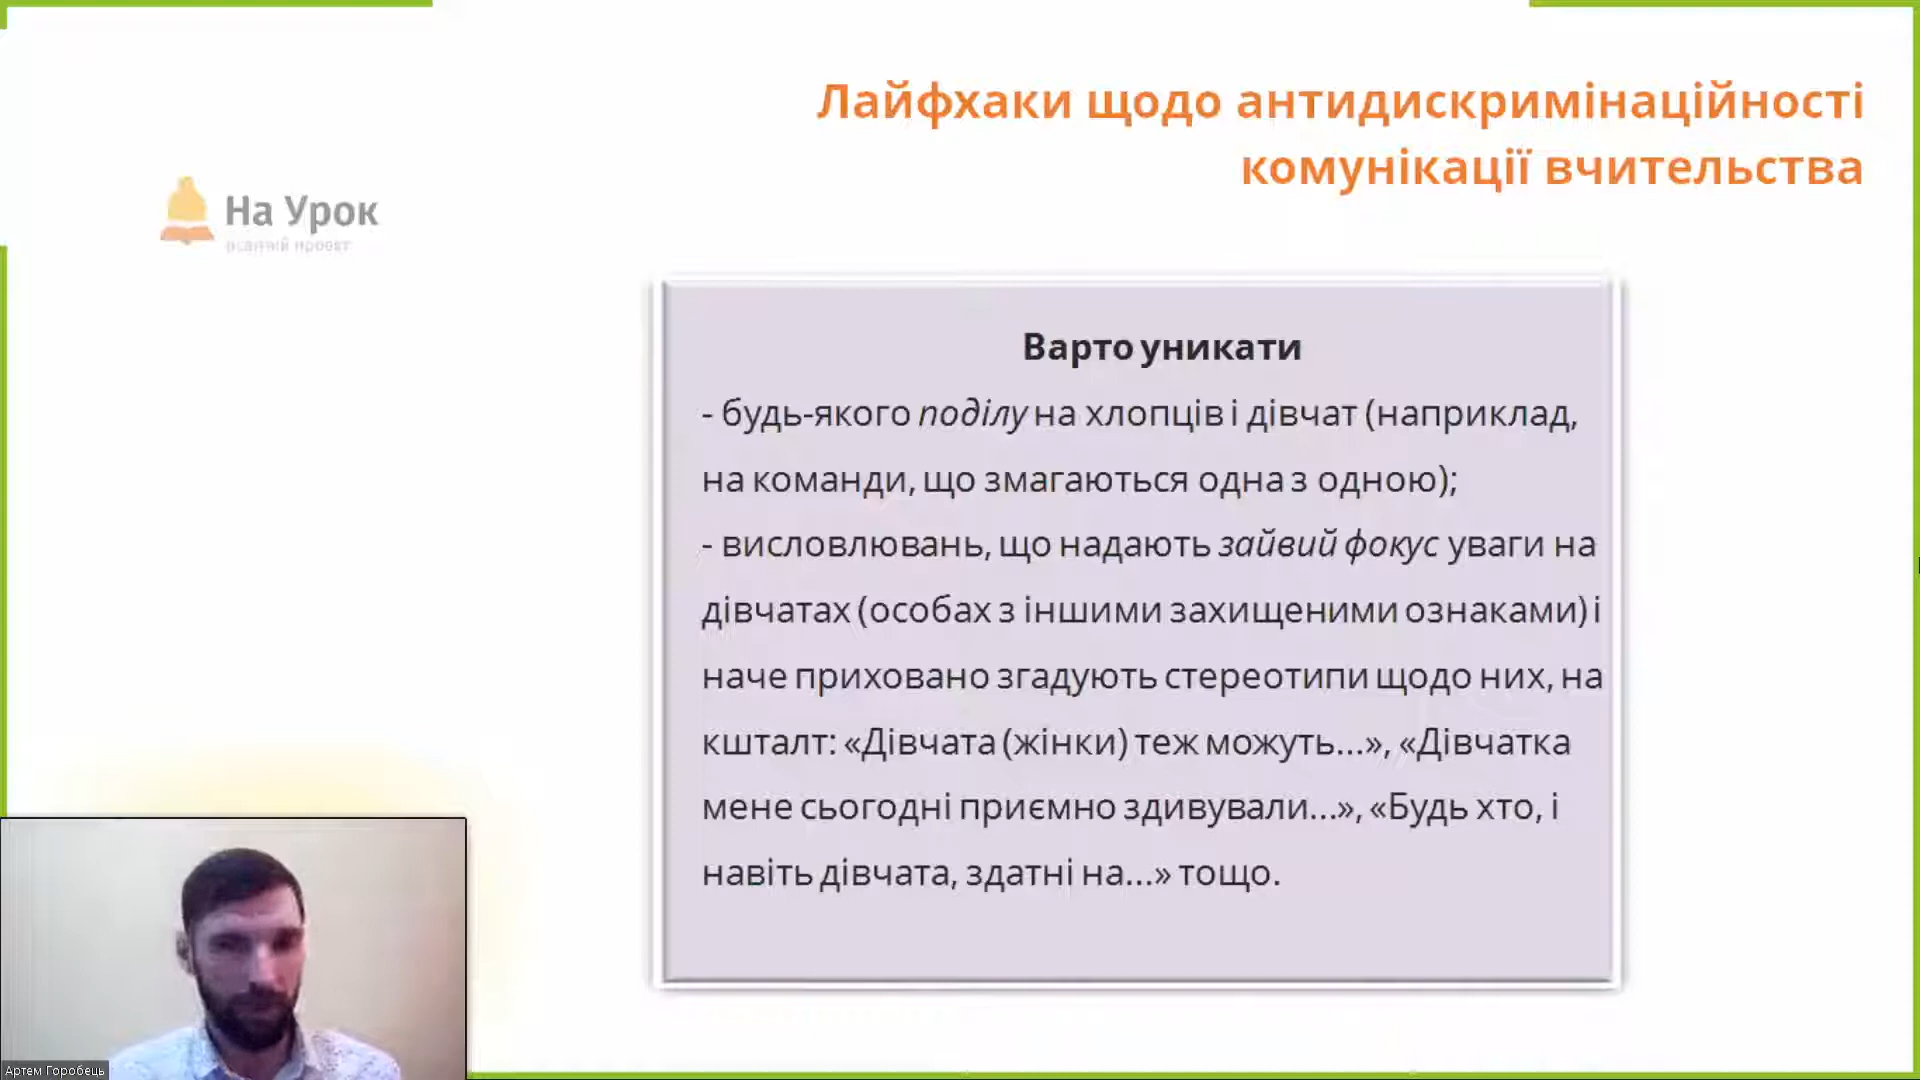 Лайфхаки щодо антидискримінаційності
комунікації вчительства
На Урок
освітній проект
Варто уникати
- будь-якого поділу на хлопців і дівчат (наприклад,
на команди, що змагаються одна з одною);
- висловлювань, що надають зайвий фокус уваги на
дівчатах (особах з іншими захищеними ознаками) і
наче приховано згадують стереотипи щодо них, на
кшталт: «Дівчата (жінки) теж можуть...», «Дівчатка
мене сьогодні приємно здивували...», «Будь хто, і
навіть дівчата, здатні на...» тощо.
Артем Горобець